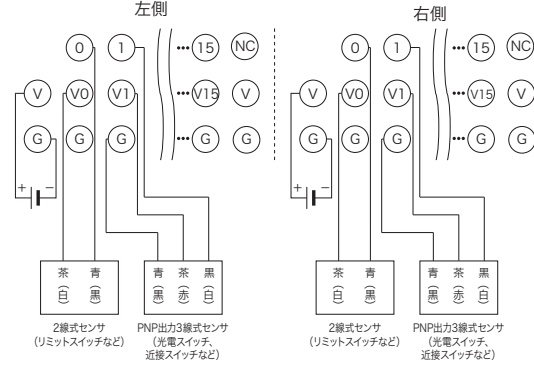 左側
右側
0 1 ••• 15 NC
0 1 ••• 15 NC
V V0 V1 ••• V15 V
V V0 V1 ••• V15 V
G G G ••• G G
G G G ••• G G
+ −
+ −
茶(白) 青(黒)
青(黒) 茶(赤) 黒(白)
茶(白) 青(黒)
青(黒) 茶(赤) 黒(白)
2線式センサ
(リミットスイッチなど)
PNP出力3線式センサ
(光電スイッチ、
近接スイッチなど)
2線式センサ
(リミットスイッチなど)
PNP出力3線式センサ
(光電スイッチ、
近接スイッチなど)